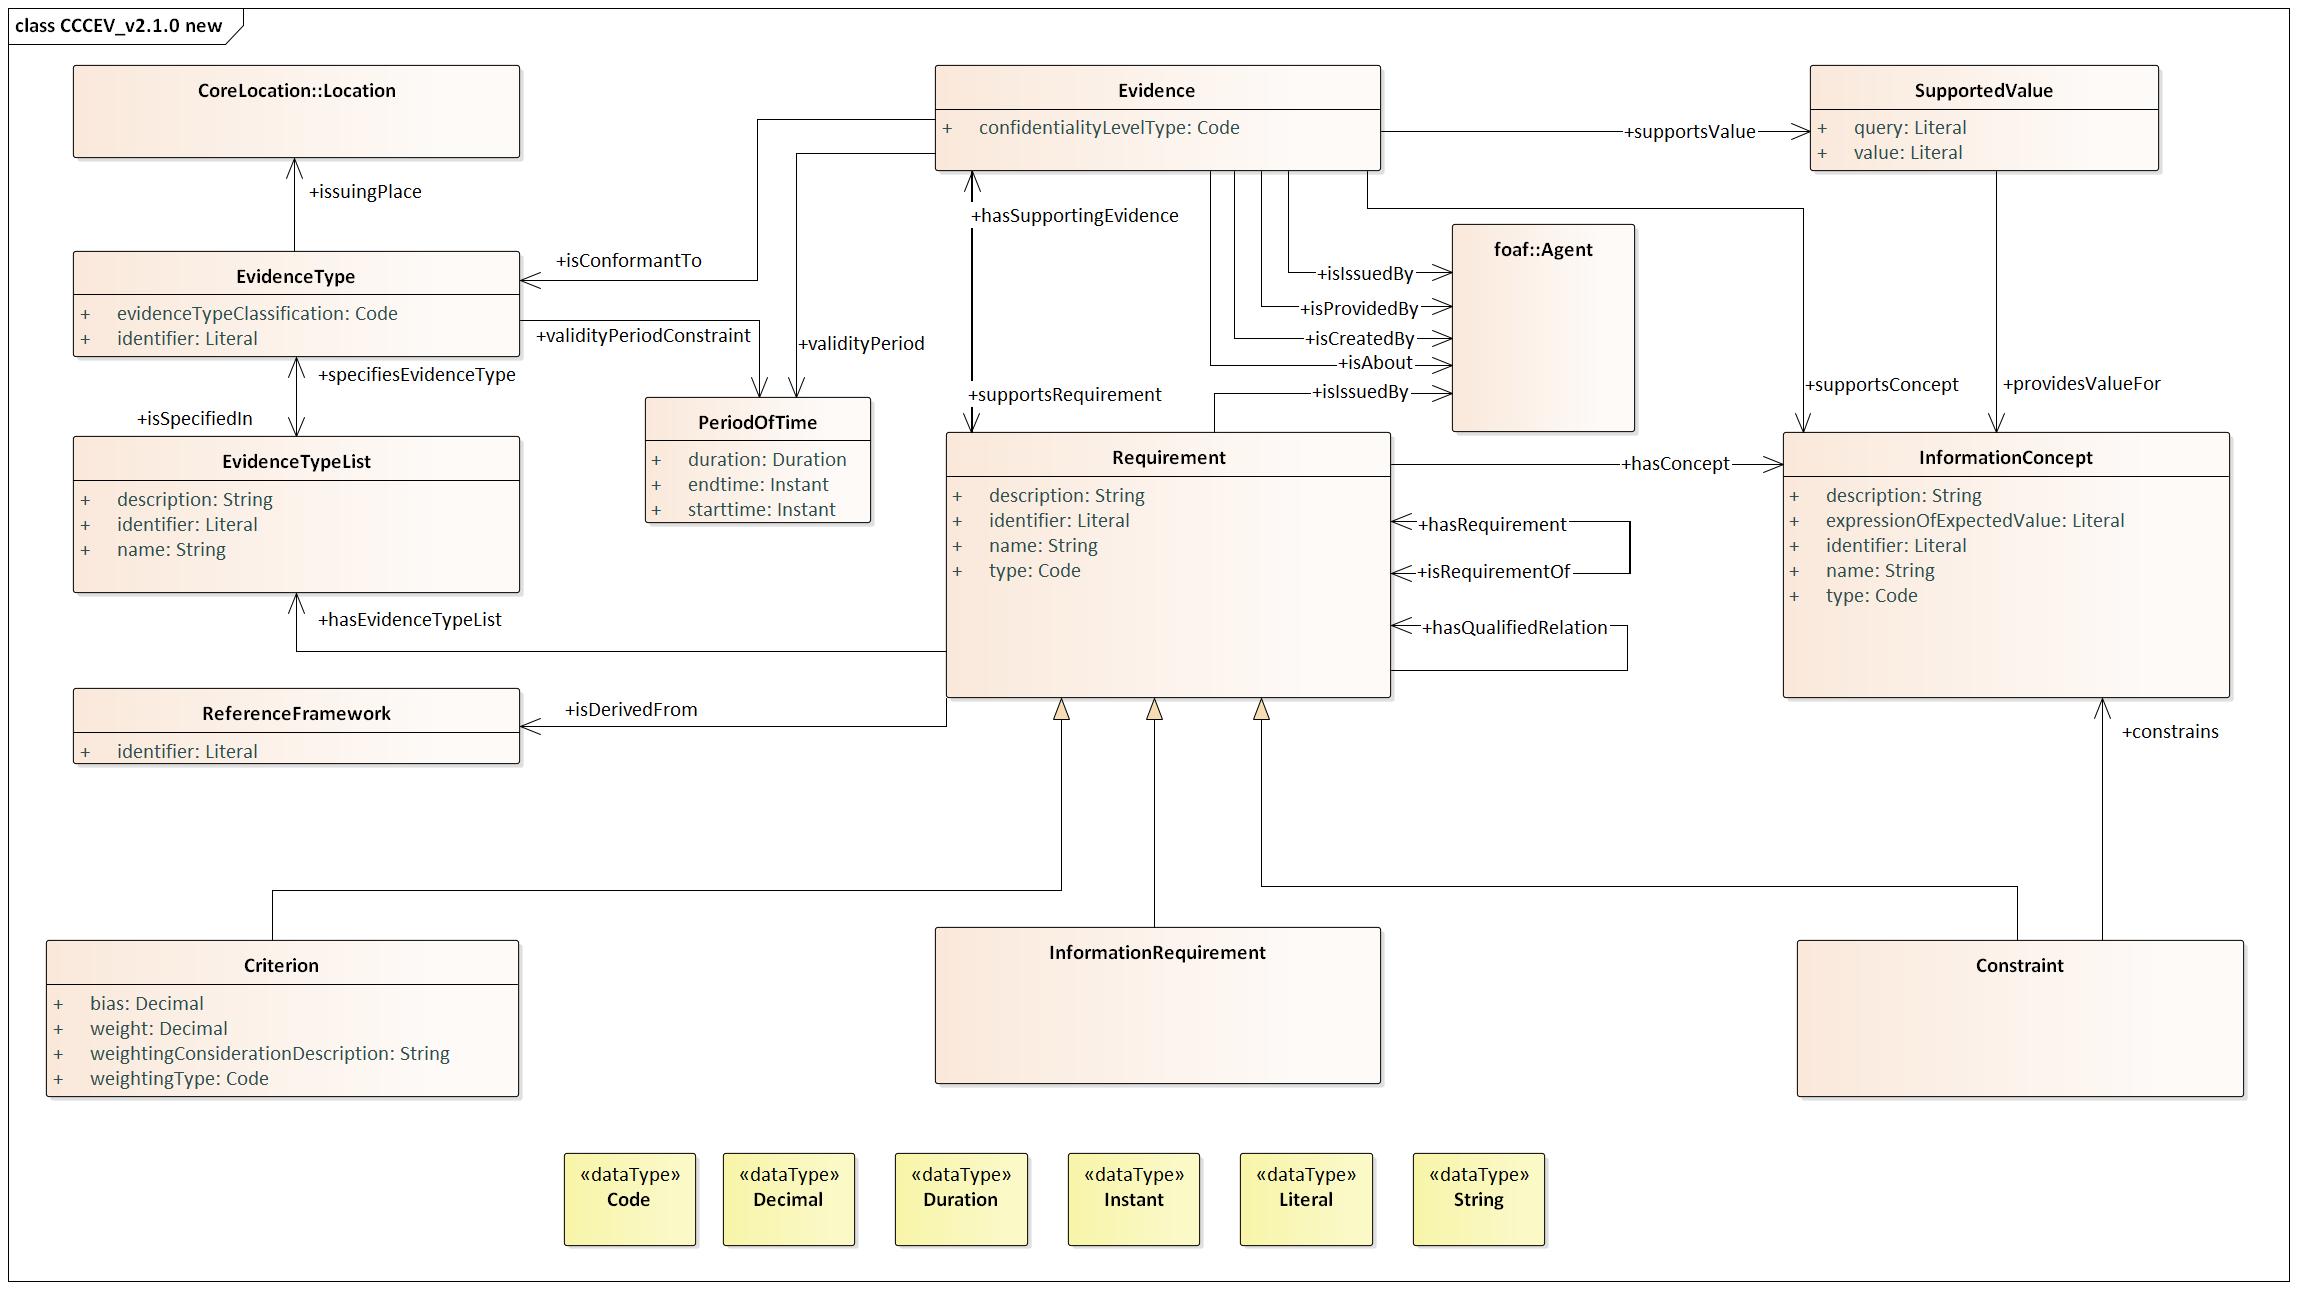 class CCCEV_v2.1.0 new
CoreLocation::Location
Evidence
+ confidentialityLevelType: Code
SupportedValue
+ query: Literal
+ value: Literal
+supportsValue
+issuingPlace
+hasSupportingEvidence
foaf::Agent
+isConformantTo
EvidenceType
+ evidenceTypeClassification: Code
+ identifier: Literal
+isIssuedBy
+isProvidedBy
+isCreatedBy
+isAbout
+isIssuedBy
+validityPeriodConstraint
+validityPeriod
+specifiesEvidenceType
+isSpecifiedIn
+supportsRequirement
+supportsConcept
+providesValueFor
PeriodOfTime
+ duration: Duration
+ endtime: Instant
+ starttime: Instant
EvidenceTypeList
+ description: String
+ identifier: Literal
+ name: String
Requirement
+ description: String
+ identifier: Literal
+ name: String
+ type: Code
+hasConcept
InformationConcept
+ description: String
+ expressionOfExpectedValue: Literal
+ identifier: Literal
+ name: String
+ type: Code
+hasRequirement
+isRequirementOf
+hasQualifiedRelation
+hasEvidenceTypeList
ReferenceFramework
+ identifier: Literal
+isDerivedFrom
+constrains
Criterion
+ bias: Decimal
+ weight: Decimal
+ weightingConsiderationDescription: String
+ weightingType: Code
InformationRequirement
Constraint
«dataType»
Code
«dataType»
Decimal
«dataType»
Duration
«dataType»
Instant
«dataType»
Literal
«dataType»
String